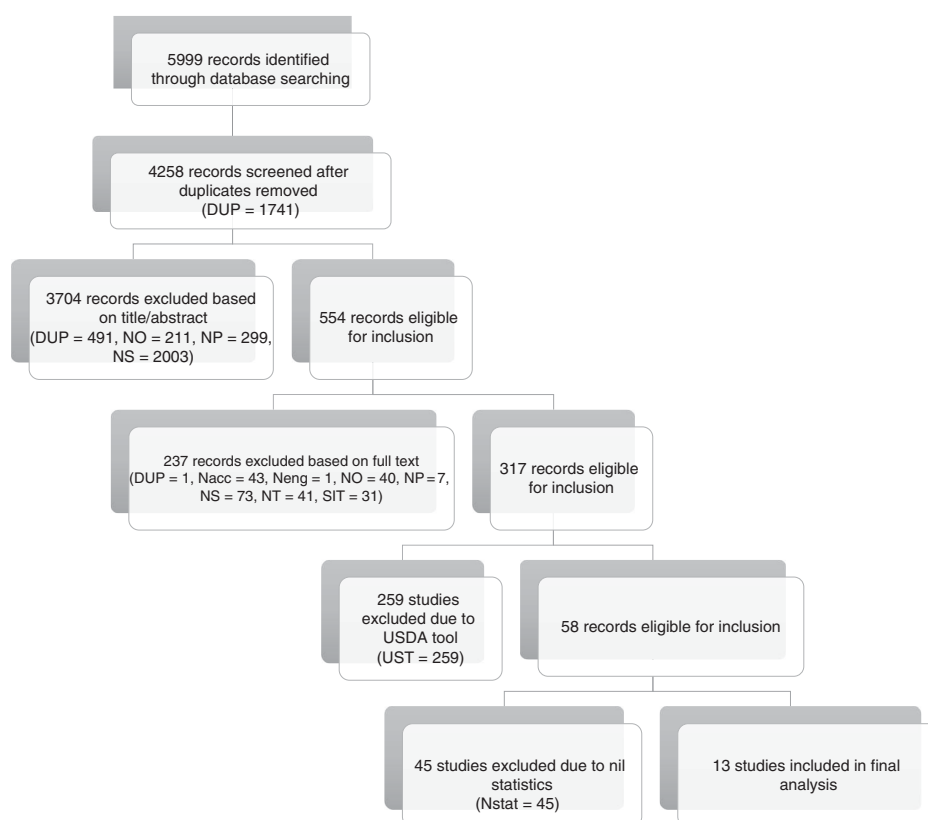 5999 records identified
through database searching
4258 records screened after
duplicates removed
(DUP = 1741)
3704 records excluded based
on title/abstract
(DUP = 491, NO = 211, NP = 299,
NS = 2003)
554 records eligible
for inclusion
237 records excluded based on full text
(DUP = 1, Nacc = 43, Neng = 1, NO = 40, NP = 7,
NS = 73, NT = 41, SIT = 31)
317 records eligible
for inclusion
259 studies
excluded due to
USDA tool
(UST = 259)
58 records eligible for inclusion
45 studies excluded due to nil
statistics
(Nstat = 45)
13 studies included in final
analysis